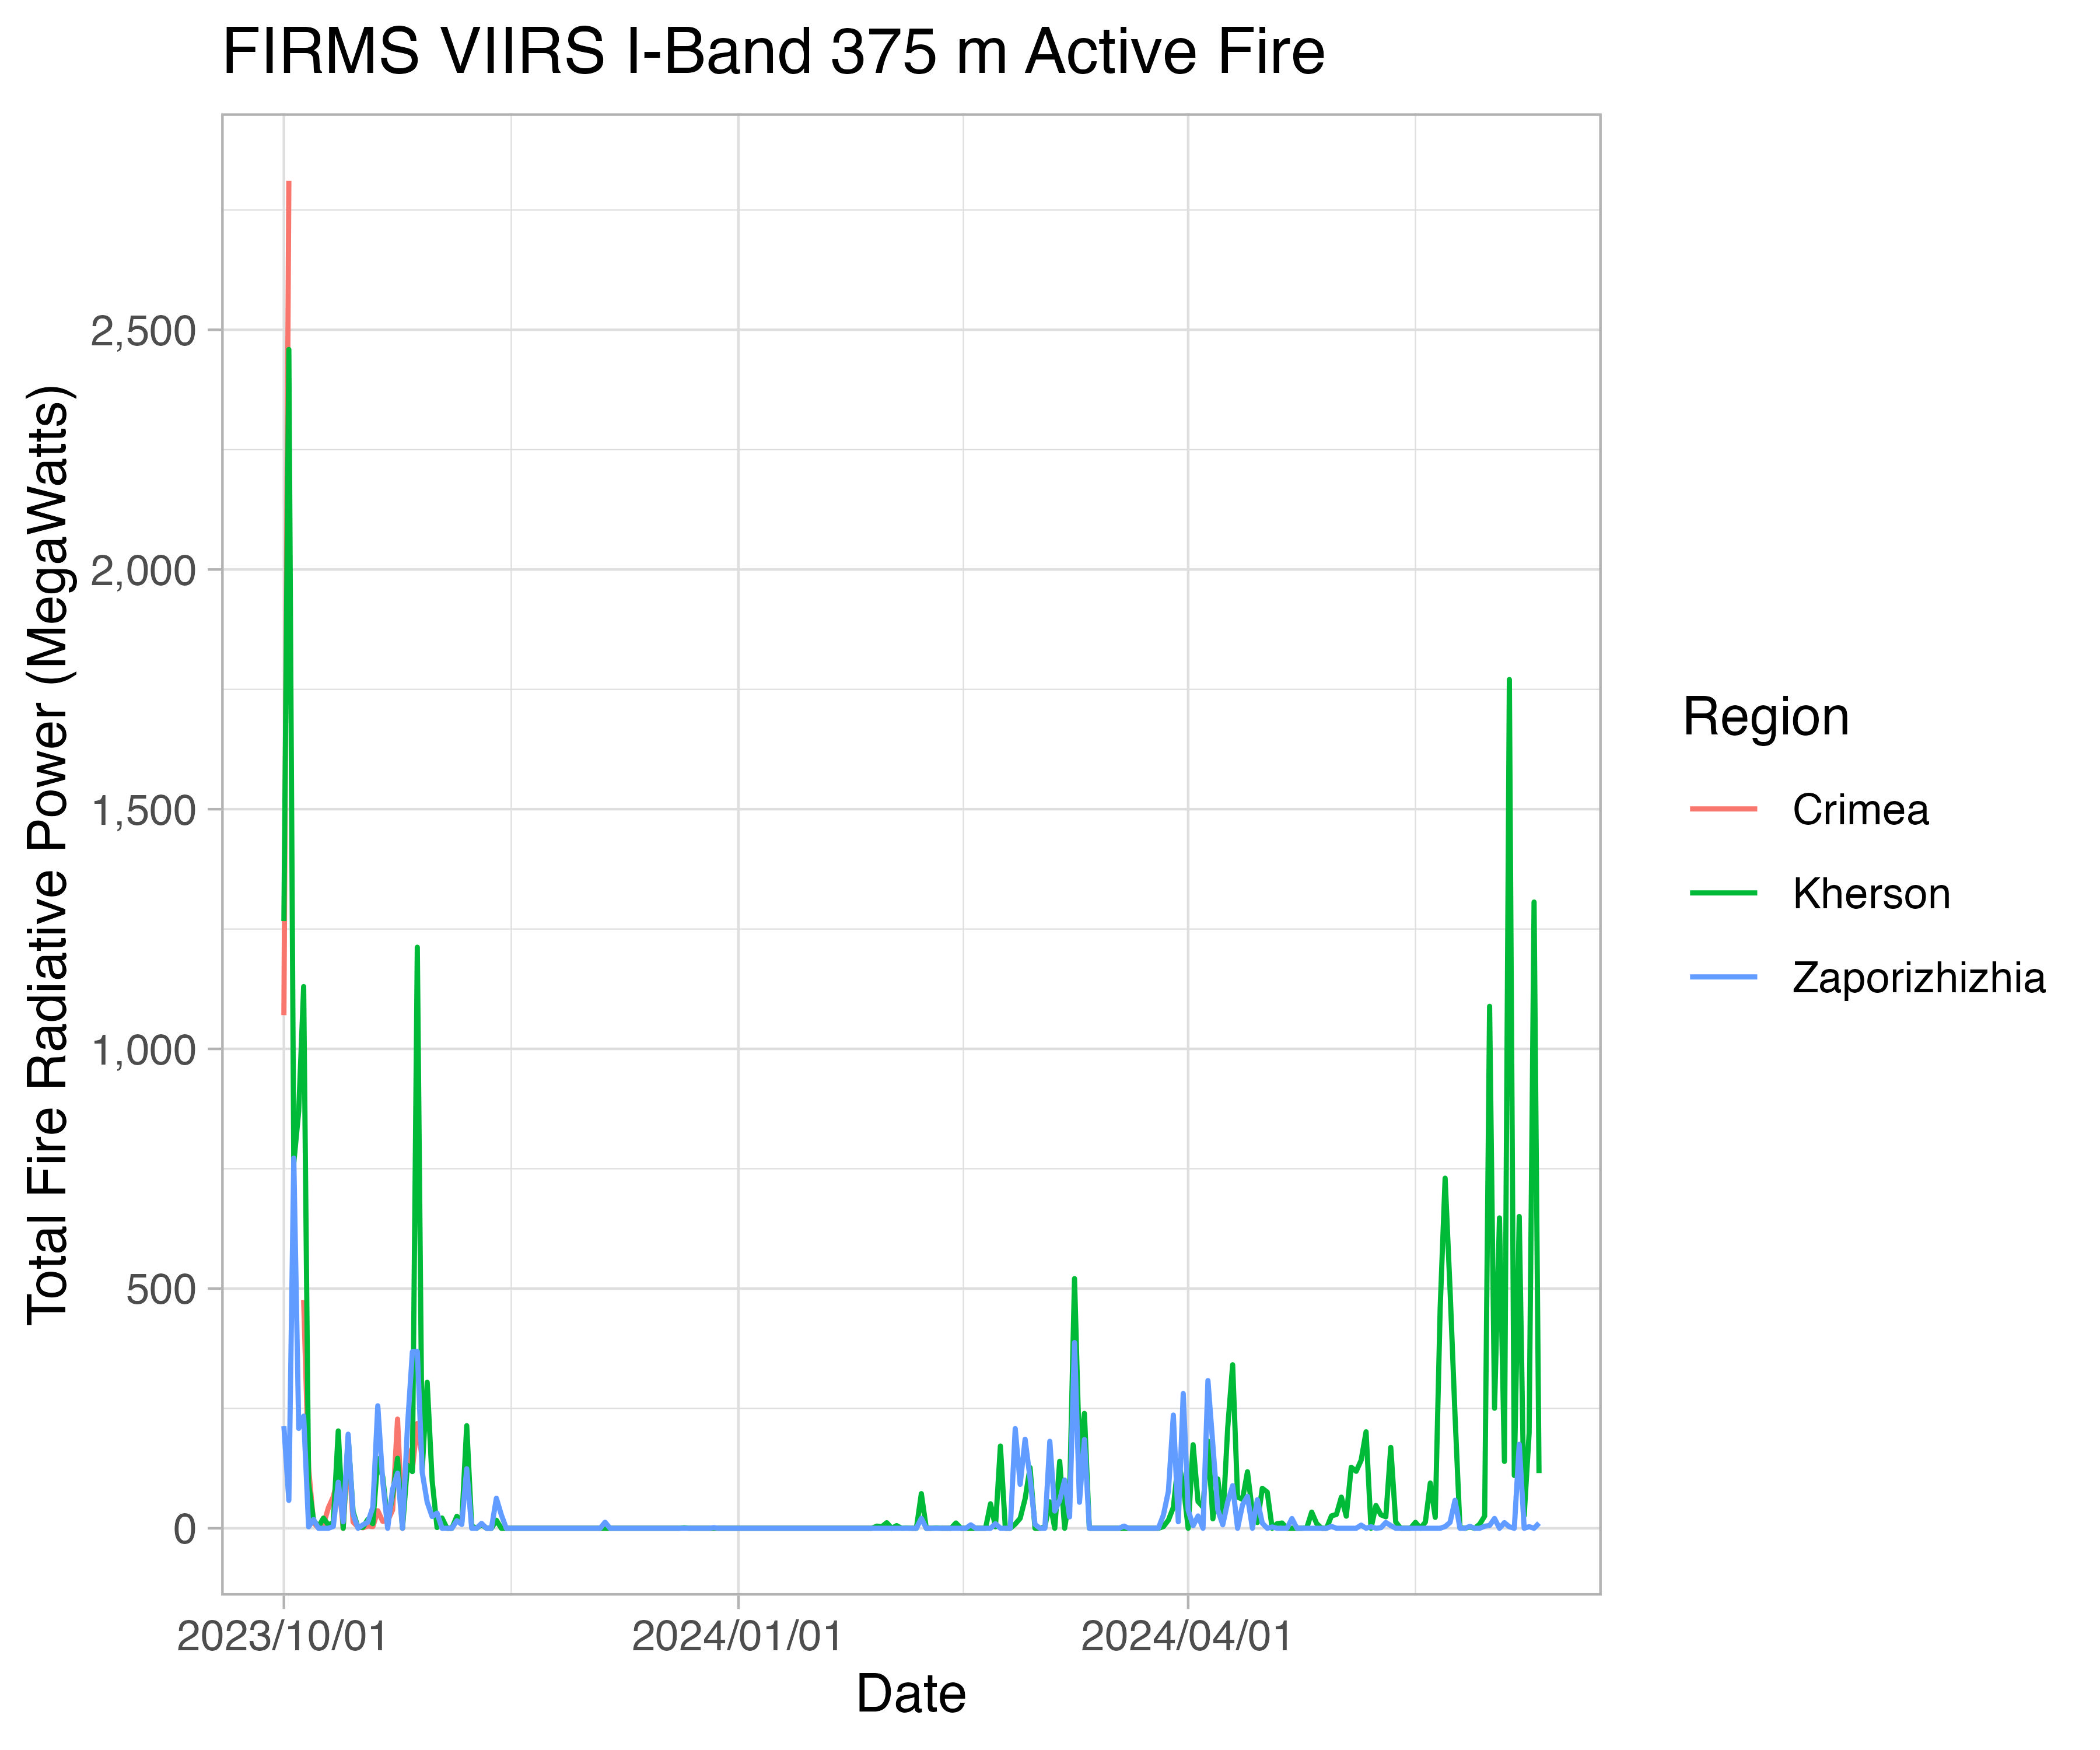 FIRMS VIIRS I-Band 375 m Active Fire
Total Fire Radiative Power (MegaWatts)
2,500
2,000
1,500
1,000
500
0
2023/10/01
2024/01/01
2024/04/01
Date
Region
Crimea
Kherson
Zaporizhizhia